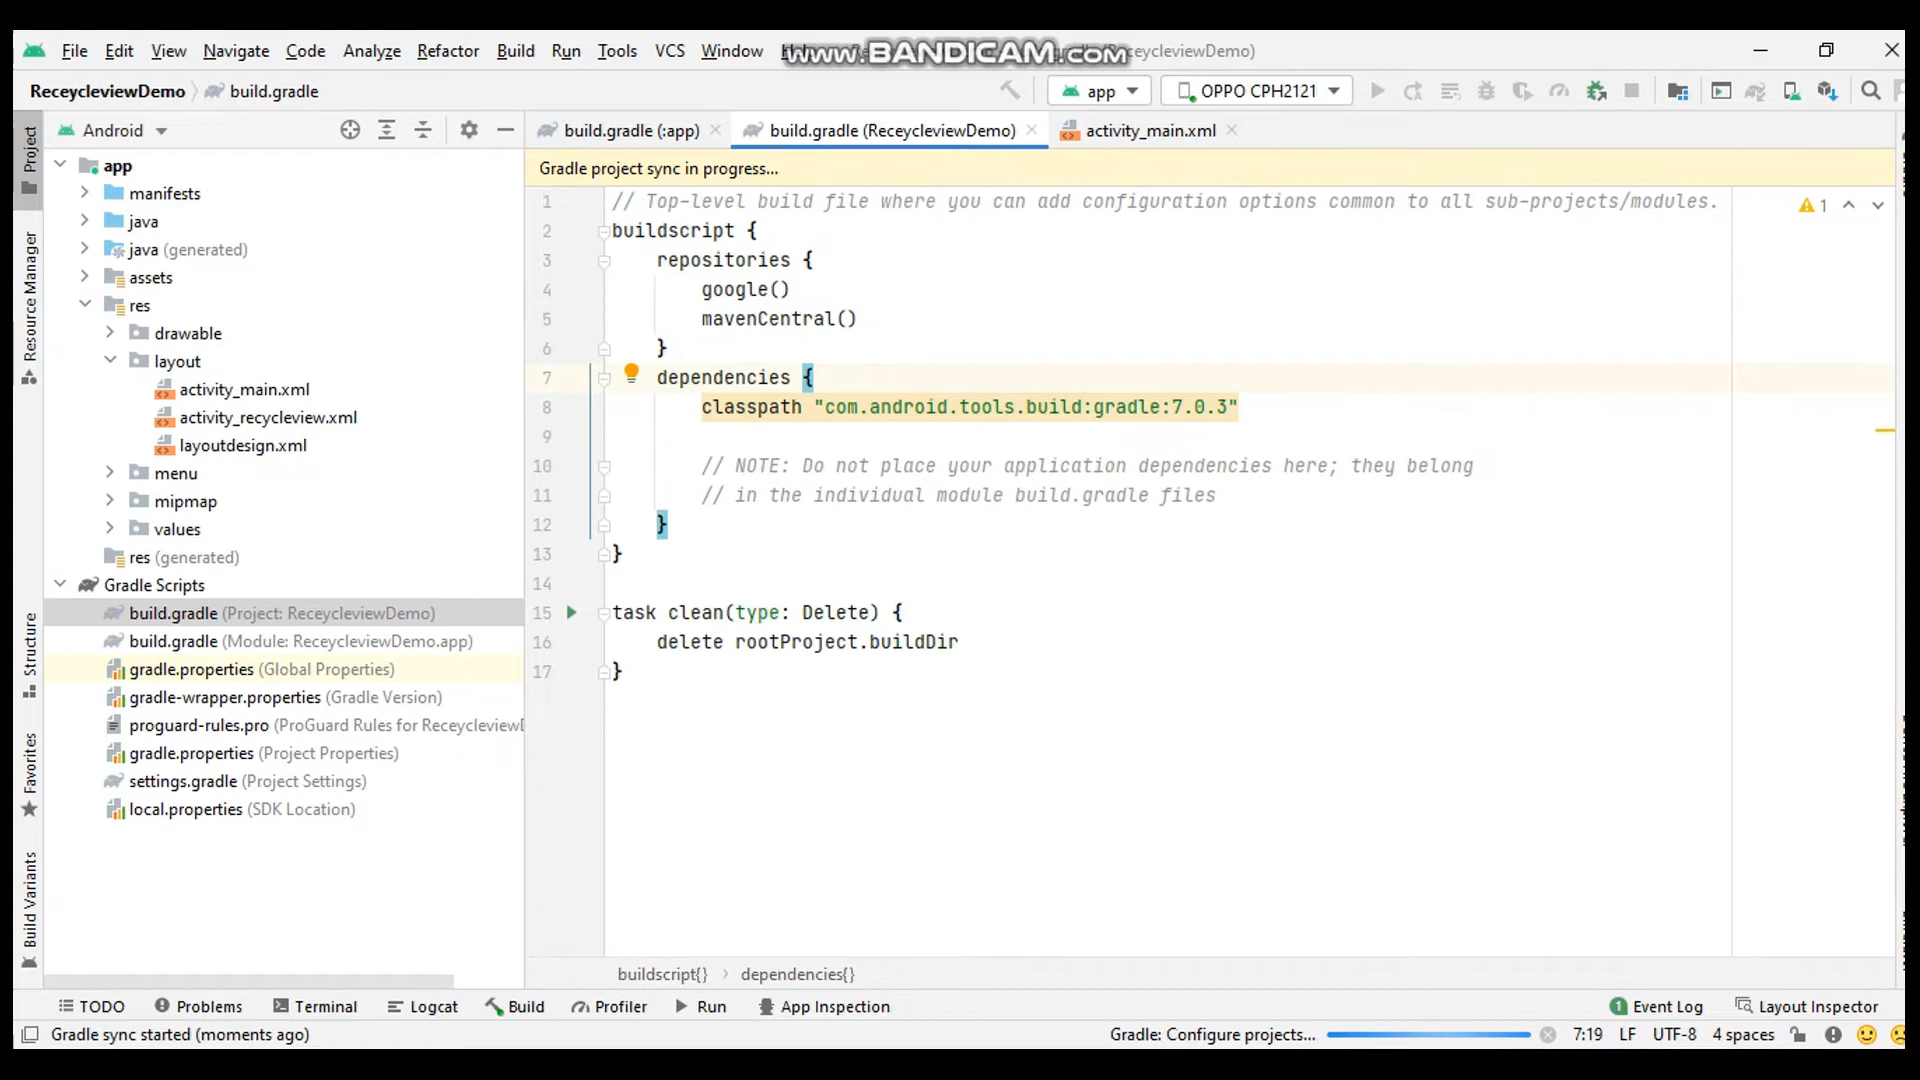 File Edit View Navigate Code Analyze Refactor Build Run Tools VCS Window
www.BANDICAM.com
(ReceycleviewDemo)
ReceycleviewDemo build.gradle
app
OPPO CPH2121
Android
build.gradle (:app)
build.gradle (ReceycleviewDemo)
activity_main.xml
Gradle project sync in progress...
Project
Resource Manager
Structure
Favorites
Build Variants
app
manifests
java
java (generated)
assets
res
drawable
layout
activity_main.xml
activity_recycleview.xml
layoutdesign.xml
menu
mipmap
values
res (generated)
Gradle Scripts
build.gradle (Project: ReceycleviewDemo)
build.gradle (Module: ReceycleviewDemo.app)
gradle.properties (Global Properties)
gradle-wrapper.properties (Gradle Version)
proguard-rules.pro (ProGuard Rules for Receycleview
gradle.properties (Project Properties)
settings.gradle (Project Settings)
local.properties (SDK Location)
1 // Top-level build file where you can add configuration options common to all sub-projects/modules.
2 buildscript {
3 repositories {
4 google()
5 mavenCentral()
6 }
7 dependencies {
8 classpath "com.android.tools.build:gradle:7.0.3"
9
10 // NOTE: Do not place your application dependencies here; they belong
11 // in the individual module build.gradle files
12 }
13 }
14
15 task clean(type: Delete) {
16 delete rootProject.buildDir
17 }
1
buildscript{} dependencies{}
TODO Problems Terminal Logcat Build Profiler Run App Inspection
1 Event Log Layout Inspector
Gradle sync started (moments ago)
Gradle: Configure projects...
7:19 LF UTF-8 4 spaces